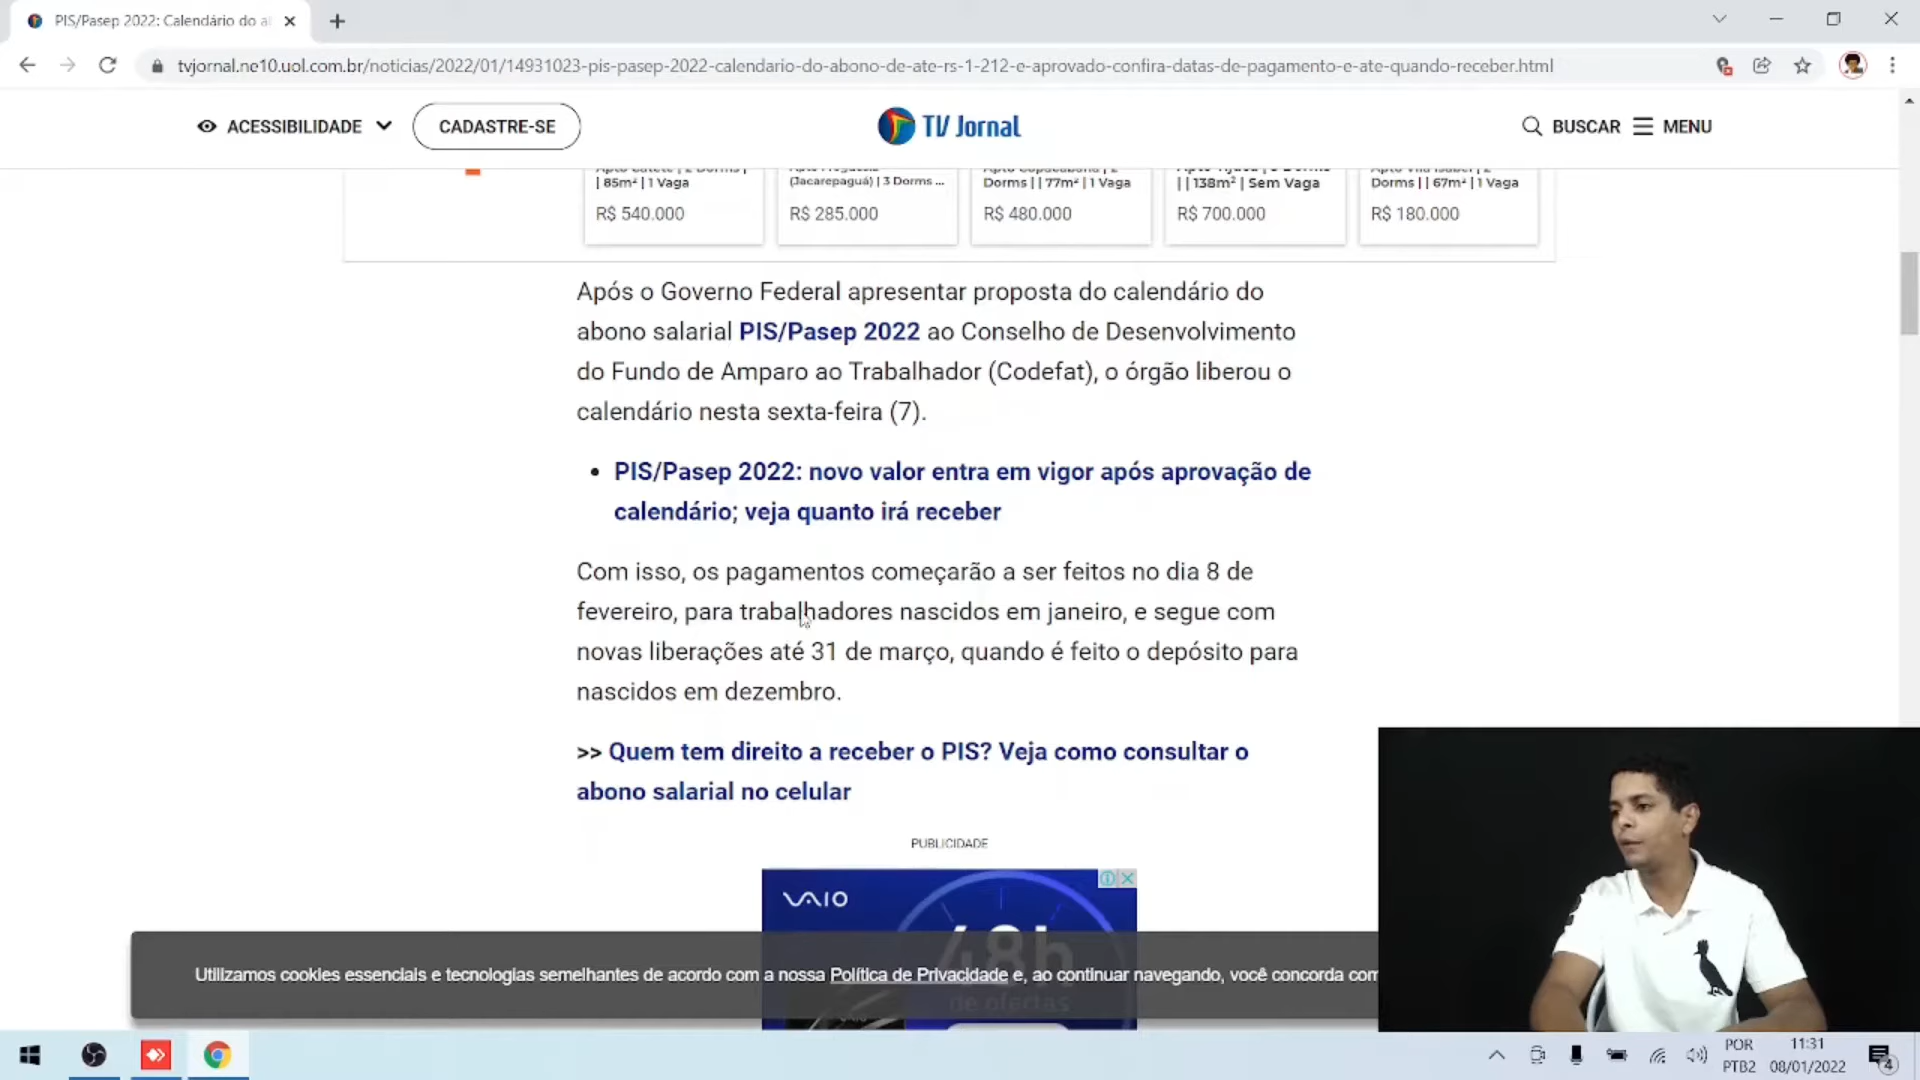 PIS/Pasep 2022: Calendário do a
tvjornal.ne10.uol.com.br/noticias/2022/01/14931023-pis-pasep-2022-calendario-do-abono-de-ate-rs-1-212-e-aprovado-confira-datas-de-pagamento-e-ate-quando-receber.html
ACESSIBILIDADE
CADASTRE-SE
TV Jornal
BUSCAR
MENU
| 85m² | 1 Vaga
(Jacarepaguá) | 3 Dorms ...
Dorms | | 77m² | 1 Vaga
| | 138m² | Sem Vaga
Dorms | | 67m² | 1 Vaga
R$ 540.000
R$ 285.000
R$ 480.000
R$ 700.000
R$ 180.000
Após o Governo Federal apresentar proposta do calendário do
abono salarial PIS/Pasep 2022 ao Conselho de Desenvolvimento
do Fundo de Amparo ao Trabalhador (Codefat), o órgão liberou o
calendário nesta sexta-feira (7).
• PIS/Pasep 2022: novo valor entra em vigor após aprovação de
calendário; veja quanto irá receber
Com isso, os pagamentos começarão a ser feitos no dia 8 de
fevereiro, para trabalhadores nascidos em janeiro, e segue com
novas liberações até 31 de março, quando é feito o depósito para
nascidos em dezembro.
>> Quem tem direito a receber o PIS? Veja como consultar o
abono salarial no celular
PUBLICIDADE
VAIO
48h
de ofertas
Utilizamos cookies essenciais e tecnologias semelhantes de acordo com a nossa Política de Privacidade e, ao continuar navegando, você concorda com
POR
PTB2
11:31
08/01/2022
4